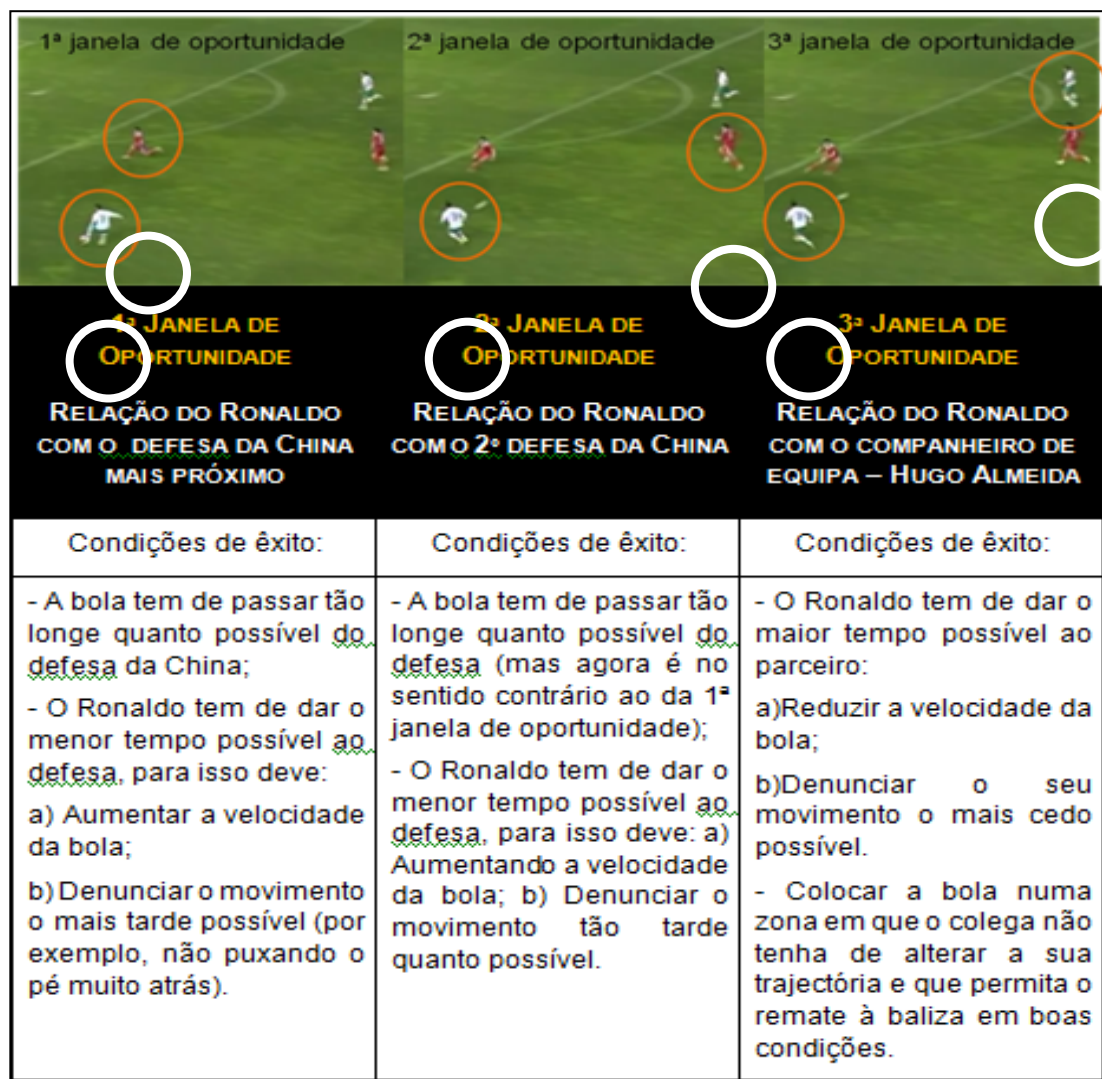 1ª janela de oportunidade
2ª janela de oportunidade
3ª janela de oportunidade
1ª JANELA DE
OPORTUNIDADE
RELAÇÃO DO RONALDO
COM O DEFESA DA CHINA
MAIS PRÓXIMO
2ª JANELA DE
OPORTUNIDADE
RELAÇÃO DO RONALDO
COM O 2º DEFESA DA CHINA
3ª JANELA DE
OPORTUNIDADE
RELAÇÃO DO RONALDO
COM O COMPANHEIRO DE
EQUIPA – HUGO ALMEIDA
Condições de êxito:
Condições de êxito:
Condições de êxito:
- A bola tem de passar tão
longe quanto possível do
defesa da China;
- O Ronaldo tem de dar o
menor tempo possível ao
defesa, para isso deve:
a) Aumentar a velocidade
da bola;
b) Denunciar o movimento
o mais tarde possível (por
exemplo, não puxando o
pé muito atrás).
- A bola tem de passar tão
longe quanto possível do
defesa (mas agora é no
sentido contrário ao da 1ª
janela de oportunidade);
- O Ronaldo tem de dar o
menor tempo possível ao
defesa, para isso deve: a)
Aumentando a velocidade
da bola; b) Denunciar o
movimento tão tarde
quanto possível.
- O Ronaldo tem de dar o
maior tempo possível ao
parceiro:
a)Reduzir a velocidade da
bola;
b)Denunciar o seu
movimento o mais cedo
possível.
- Colocar a bola numa
zona em que o colega não
tenha de alterar a sua
trajectória e que permita o
remate à baliza em boas
condições.